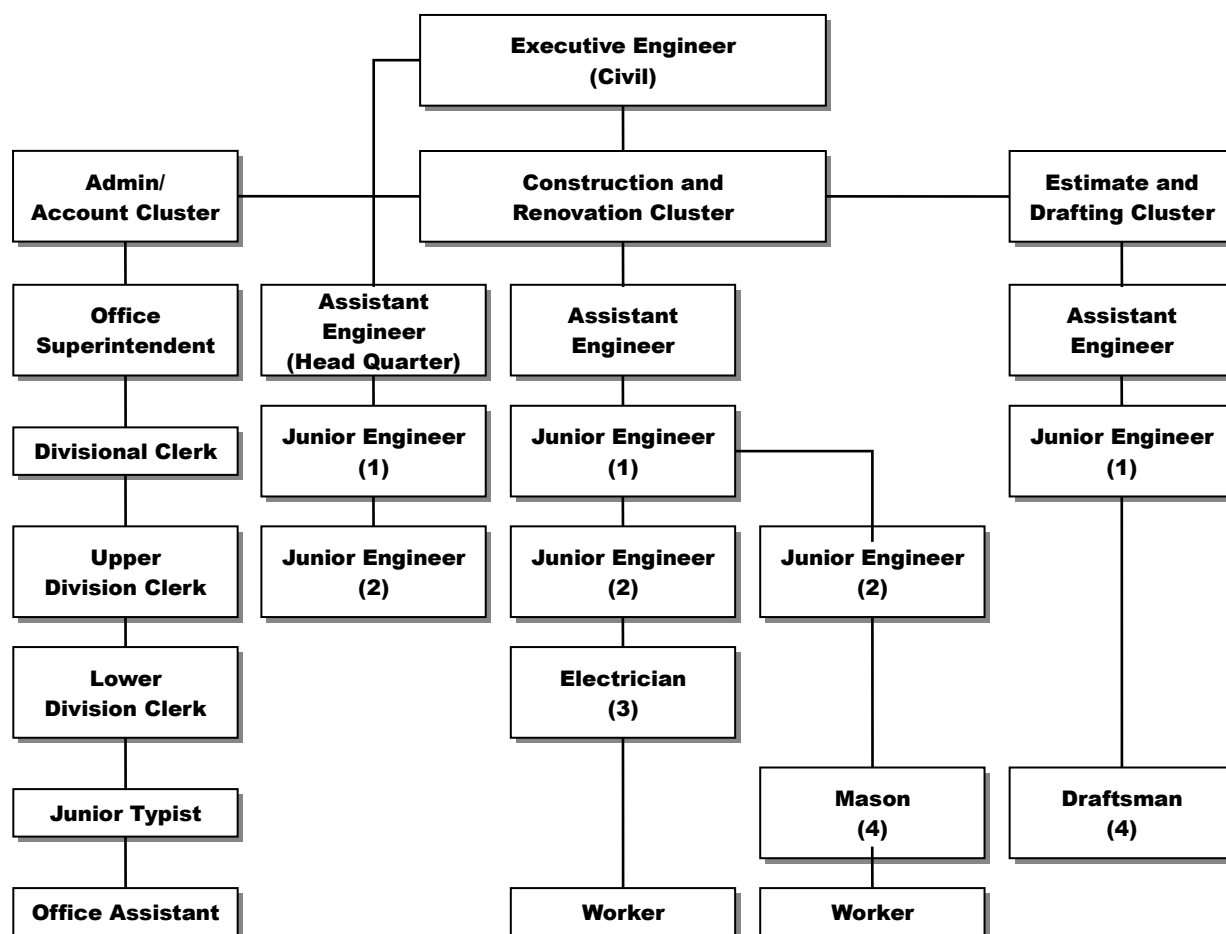 Executive Engineer
(Civil)
Admin/
Account Cluster
Construction and
Renovation Cluster
Estimate and
Drafting Cluster
Office
Superintendent
Assistant
Engineer
(Head Quarter)
Assistant
Engineer
Assistant
Engineer
Divisional Clerk
Junior Engineer
(1)
Junior Engineer
(1)
Junior Engineer
(1)
Upper
Division Clerk
Junior Engineer
(2)
Junior Engineer
(2)
Junior Engineer
(2)
Lower
Division Clerk
Electrician
(3)
Junior Typist
Mason
(4)
Draftsman
(4)
Office Assistant
Worker
Worker